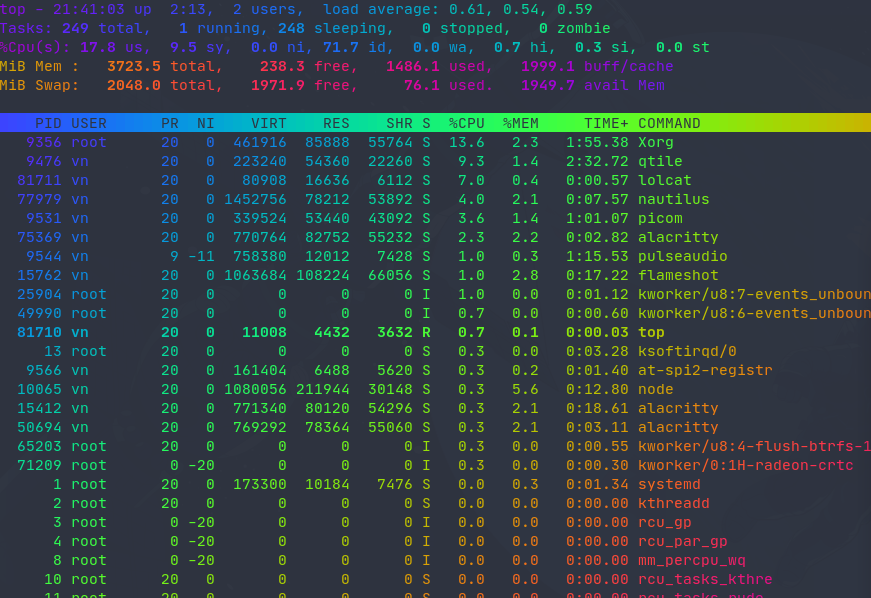 top - 21:41:03 up  2:13,  2 users,  load average: 0.61, 0.54, 0.59
Tasks: 249 total,   1 running, 248 sleeping,   0 stopped,   0 zombie
%Cpu(s): 17.8 us,  9.5 sy,  0.0 ni, 71.7 id,  0.0 wa,  0.7 hi,  0.3 si,  0.0 st
MiB Mem :   3723.5 total,    238.3 free,   1486.1 used,   1999.1 buff/cache
MiB Swap:   2048.0 total,   1971.9 free,     76.1 used.   1949.7 avail Mem
PID USER      PR  NI    VIRT    RES    SHR S  %CPU  %MEM     TIME+ COMMAND
9356 root      20   0  461916  85888  55764 S  13.6   2.3   1:55.38 Xorg
9476 vn        20   0  223240  54360  22260 S   9.3   1.4   2:32.72 qtile
81711 vn        20   0   80908  16636   6112 S   7.0   0.4   0:00.57 lolcat
77979 vn        20   0 1452756  78212  53892 S   4.0   2.1   0:07.57 nautilus
9531 vn        20   0  339524  53440  43092 S   3.6   1.4   1:01.07 picom
75369 vn        20   0  770764  82752  55232 S   2.3   2.2   0:02.82 alacritty
9544 vn         9 -11  758380  12012   7428 S   1.0   0.3   1:15.53 pulseaudio
15762 vn        20   0 1063684 108224  66056 S   1.0   2.8   0:17.22 flameshot
25904 root      20   0       0      0      0 I   1.0   0.0   0:01.12 kworker/u8:7-events_unboun
49990 root      20   0       0      0      0 I   0.7   0.0   0:00.60 kworker/u8:6-events_unboun
81710 vn        20   0   11008   4432   3632 R   0.7   0.1   0:00.03 top
13 root      20   0       0      0      0 S   0.3   0.0   0:03.28 ksoftirqd/0
9566 vn        20   0  161404   6488   5620 S   0.3   0.2   0:01.40 at-spi2-registr
10065 vn        20   0 1080056 211944  30148 S   0.3   5.6   0:12.80 node
15412 vn        20   0  771340  80120  54296 S   0.3   2.1   0:18.61 alacritty
50694 vn        20   0  769292  78364  55060 S   0.3   2.1   0:03.11 alacritty
65203 root      20   0       0      0      0 I   0.3   0.0   0:00.55 kworker/u8:4-flush-btrfs-1
71209 root       0 -20       0      0      0 I   0.3   0.0   0:00.30 kworker/0:1H-radeon-crtc
1 root      20   0  173300  10184   7476 S   0.0   0.3   0:01.34 systemd
2 root      20   0       0      0      0 S   0.0   0.0   0:00.00 kthreadd
3 root       0 -20       0      0      0 I   0.0   0.0   0:00.00 rcu_gp
4 root       0 -20       0      0      0 I   0.0   0.0   0:00.00 rcu_par_gp
8 root       0 -20       0      0      0 I   0.0   0.0   0:00.00 mm_percpu_wq
10 root      20   0       0      0      0 S   0.0   0.0   0:00.00 rcu_tasks_kthre
11 root      20   0       0      0      0 S   0.0   0.0   0:00.00 rcu_tasks_rude_